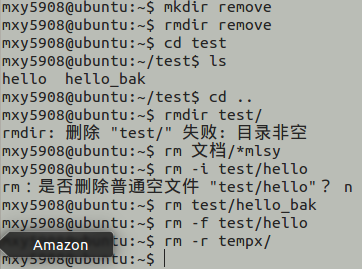 mxy5908@ubuntu:~$ mkdir remove
mxy5908@ubuntu:~$ rmdir remove
mxy5908@ubuntu:~$ cd test
mxy5908@ubuntu:~/test$ ls
hello  hello_bak
mxy5908@ubuntu:~/test$ cd ..
mxy5908@ubuntu:~$ rmdir test/
rmdir: 删除 "test/" 失败: 目录非空
mxy5908@ubuntu:~$ rm 文档/*mlsy
mxy5908@ubuntu:~$ rm -i test/hello
rm：是否删除普通空文件 "test/hello"？ n
mxy5908@ubuntu:~$ rm test/hello_bak
mxy5908@ubuntu:~$ rm -f test/hello
@ubuntu:~$ rm -r tempx/
Amazon
@ubuntu:~$